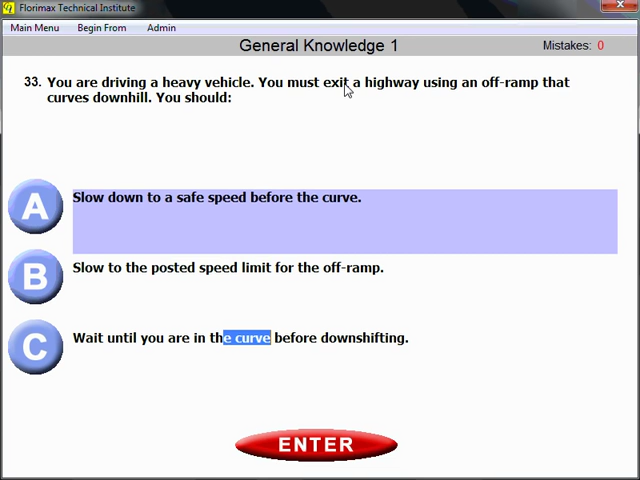 Florimax Technical Institute
Main Menu Begin From Admin
General Knowledge 1 Mistakes: 0
33. You are driving a heavy vehicle. You must exit a highway using an off-ramp that
curves downhill. You should:
A Slow down to a safe speed before the curve.
B Slow to the posted speed limit for the off-ramp.
C Wait until you are in the curve before downshifting.
ENTER